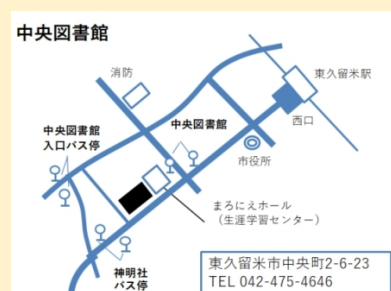 中央図書館
消防
東久留米駅
中央図書館
入口バス停
中央図書館
西口
市役所
まろにえホール
（生涯学習センター）
神明社
バス停
東久留米市中央町2-6-23
TEL 042-475-4646